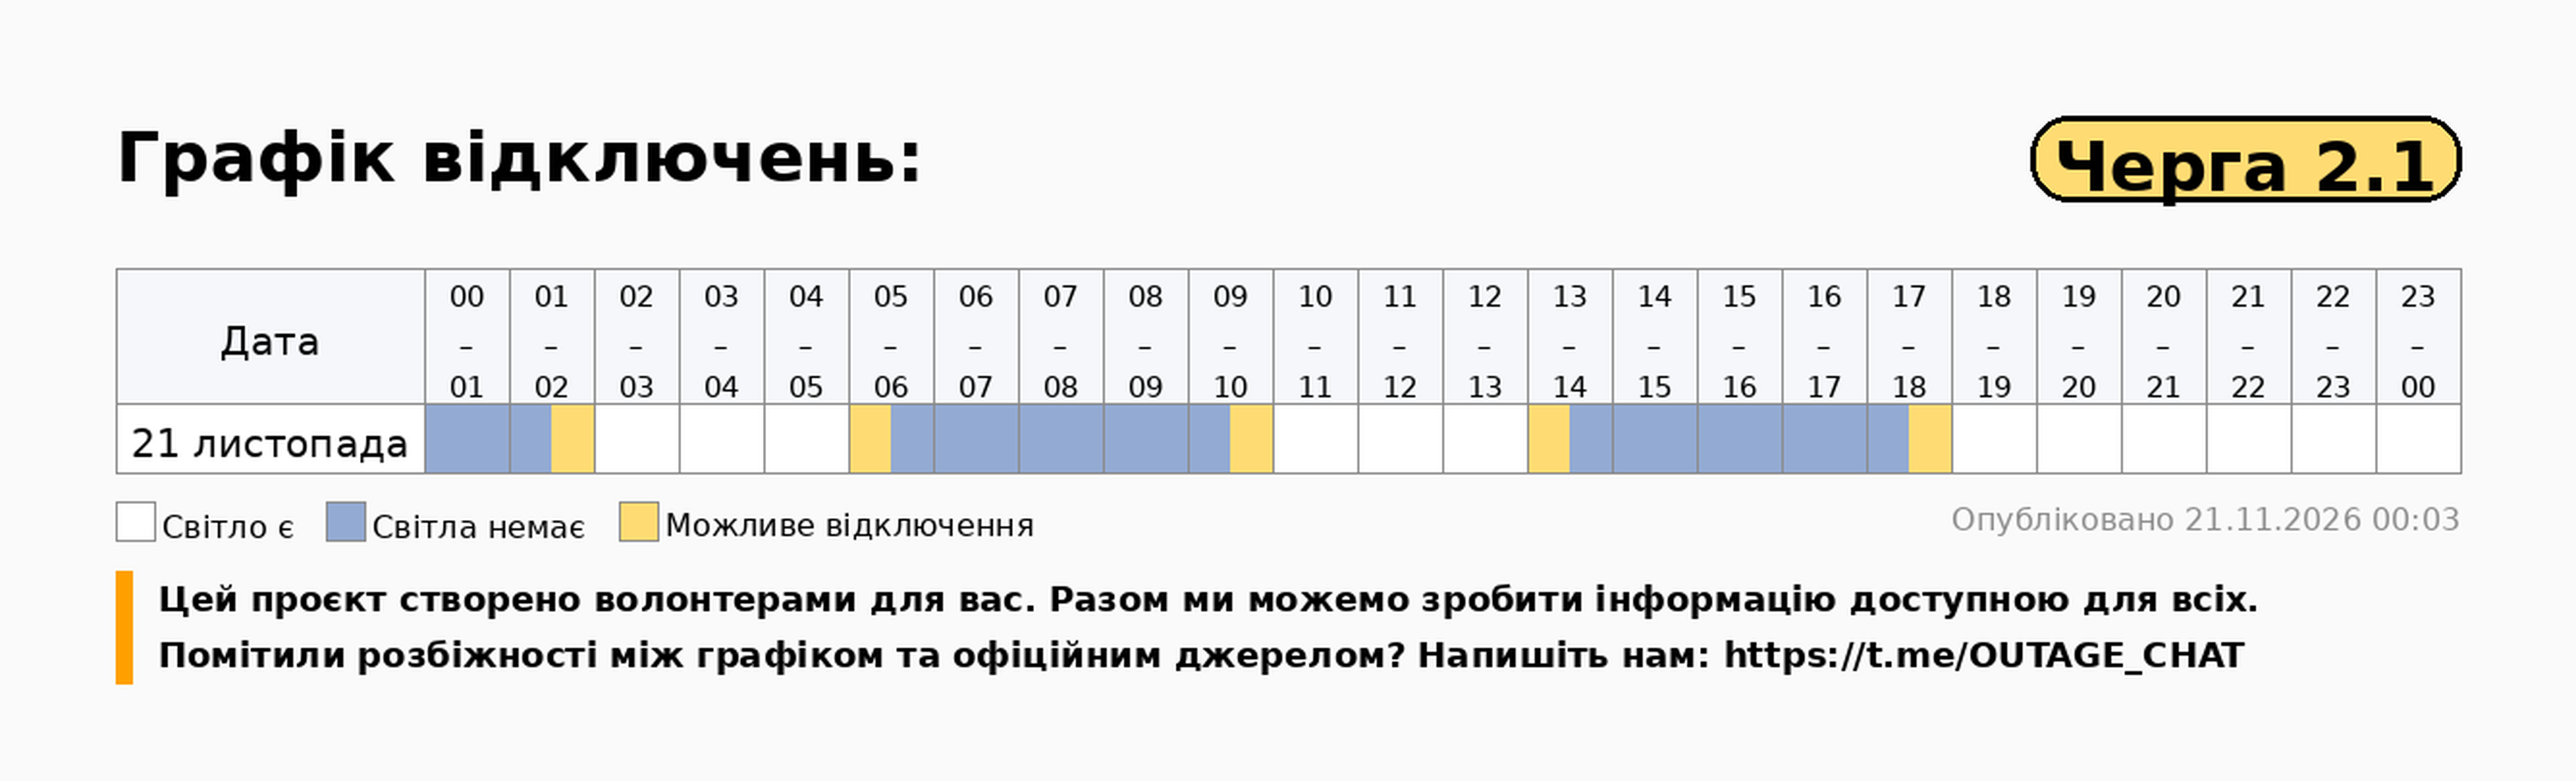 Графік відключень:
Черга 2.1
Дата
00 – 01
01 – 02
02 – 03
03 – 04
04 – 05
05 – 06
06 – 07
07 – 08
08 – 09
09 – 10
10 – 11
11 – 12
12 – 13
13 – 14
14 – 15
15 – 16
16 – 17
17 – 18
18 – 19
19 – 20
20 – 21
21 – 22
22 – 23
23 – 00
21 листопада
Світло є
Світла немає
Можливе відключення
Опубліковано 21.11.2026 00:03
Цей проєкт створено волонтерами для вас. Разом ми можемо зробити інформацію доступною для всіх.
Помітили розбіжності між графіком та офіційним джерелом? Напишіть нам: https://t.me/OUTAGE_CHAT